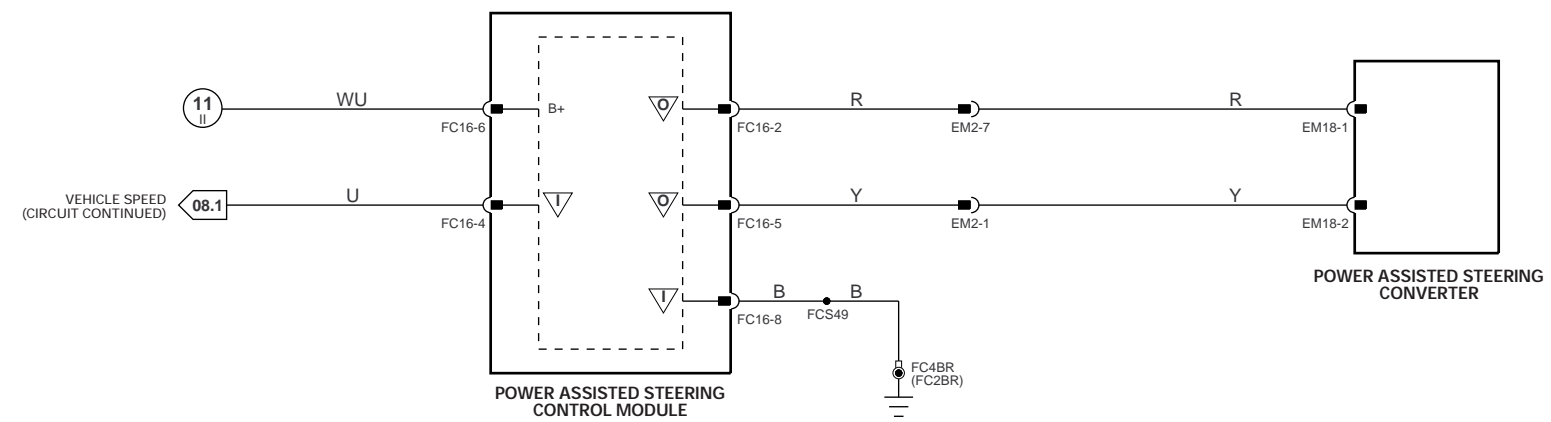 11
II
WU
FC16-6
B+
O
FC16-2
R
EM2-7
R
EM18-1
VEHICLE SPEED
(CIRCUIT CONTINUED)
08.1
U
FC16-4
I
O
FC16-5
Y
EM2-1
Y
EM18-2
I
FC16-8
B
FCS49
B
FC4BR
(FC2BR)
POWER ASSISTED STEERING
CONTROL MODULE
POWER ASSISTED STEERING
CONVERTER